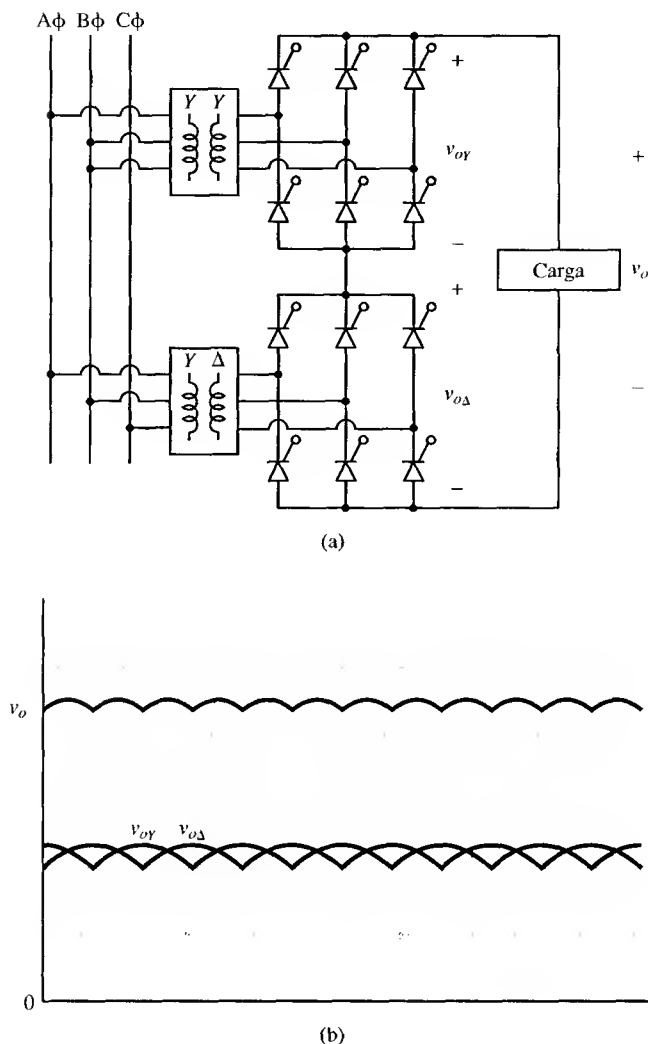 Aϕ Bϕ Cϕ
Y Y
+
v_oY
−
+
Carga
v_o
−
Y Δ
+
v_oΔ
−
(a)
v_o
v_oY v_oΔ
0
(b)